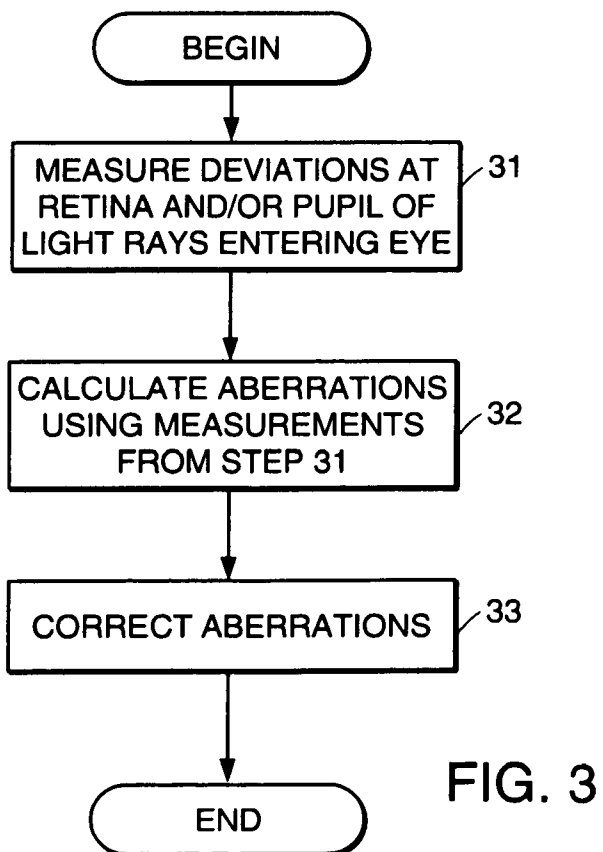 BEGIN
MEASURE DEVIATIONS AT
RETINA AND/OR PUPIL OF
LIGHT RAYS ENTERING EYE
31
CALCULATE ABERRATIONS
USING MEASUREMENTS
FROM STEP 31
32
CORRECT ABERRATIONS
33
END
FIG. 3